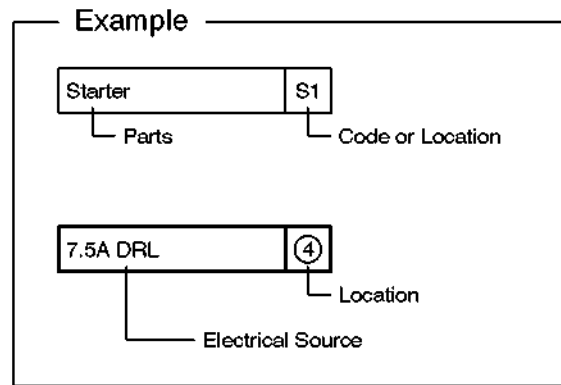 Example
Starter S1
Parts Code or Location
7.5A DRL 4
Location
Electrical Source